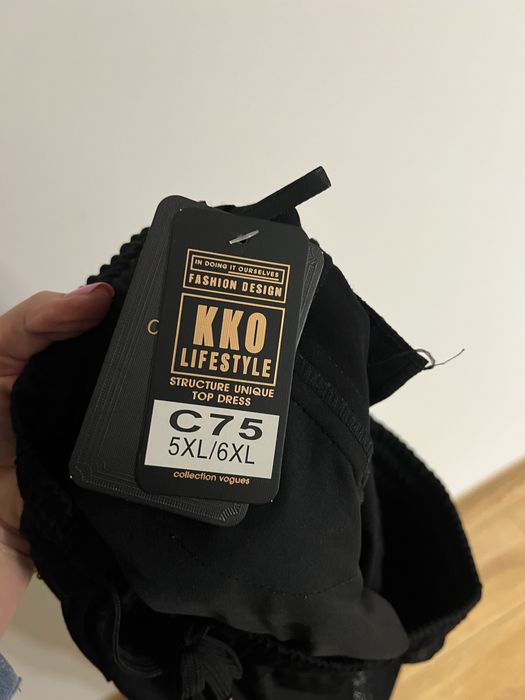 IN DOING IT OURSELVES
FASHION DESIGN
KKO
LIFESTYLE
STRUCTURE UNIQUE
TOP DRESS
C75
5XL/6XL
collection vogues